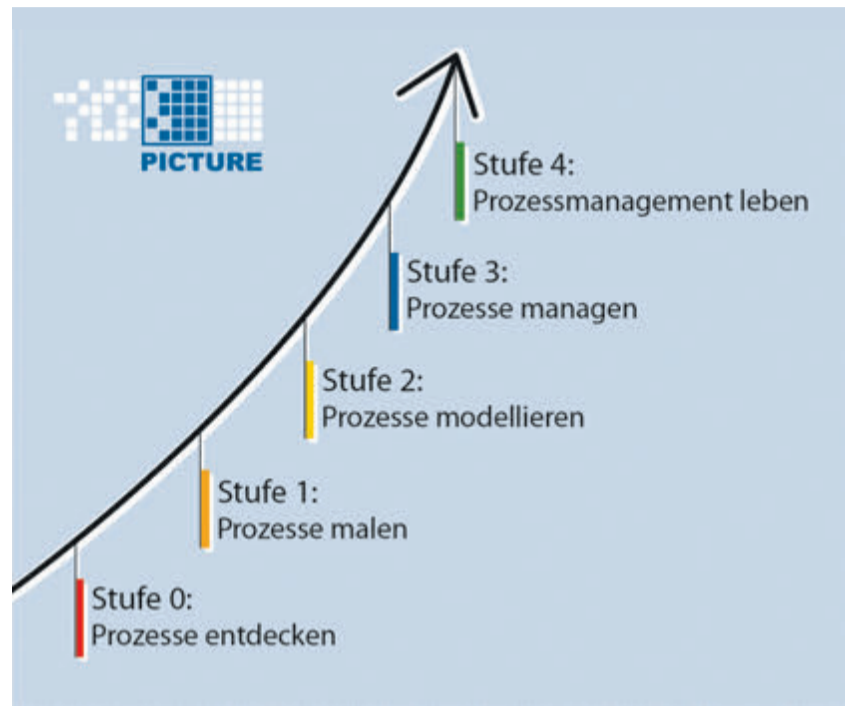 PICTURE
Stufe 4:
Prozessmanagement leben
Stufe 3:
Prozesse managen
Stufe 2:
Prozesse modellieren
Stufe 1:
Prozesse malen
Stufe 0:
Prozesse entdecken